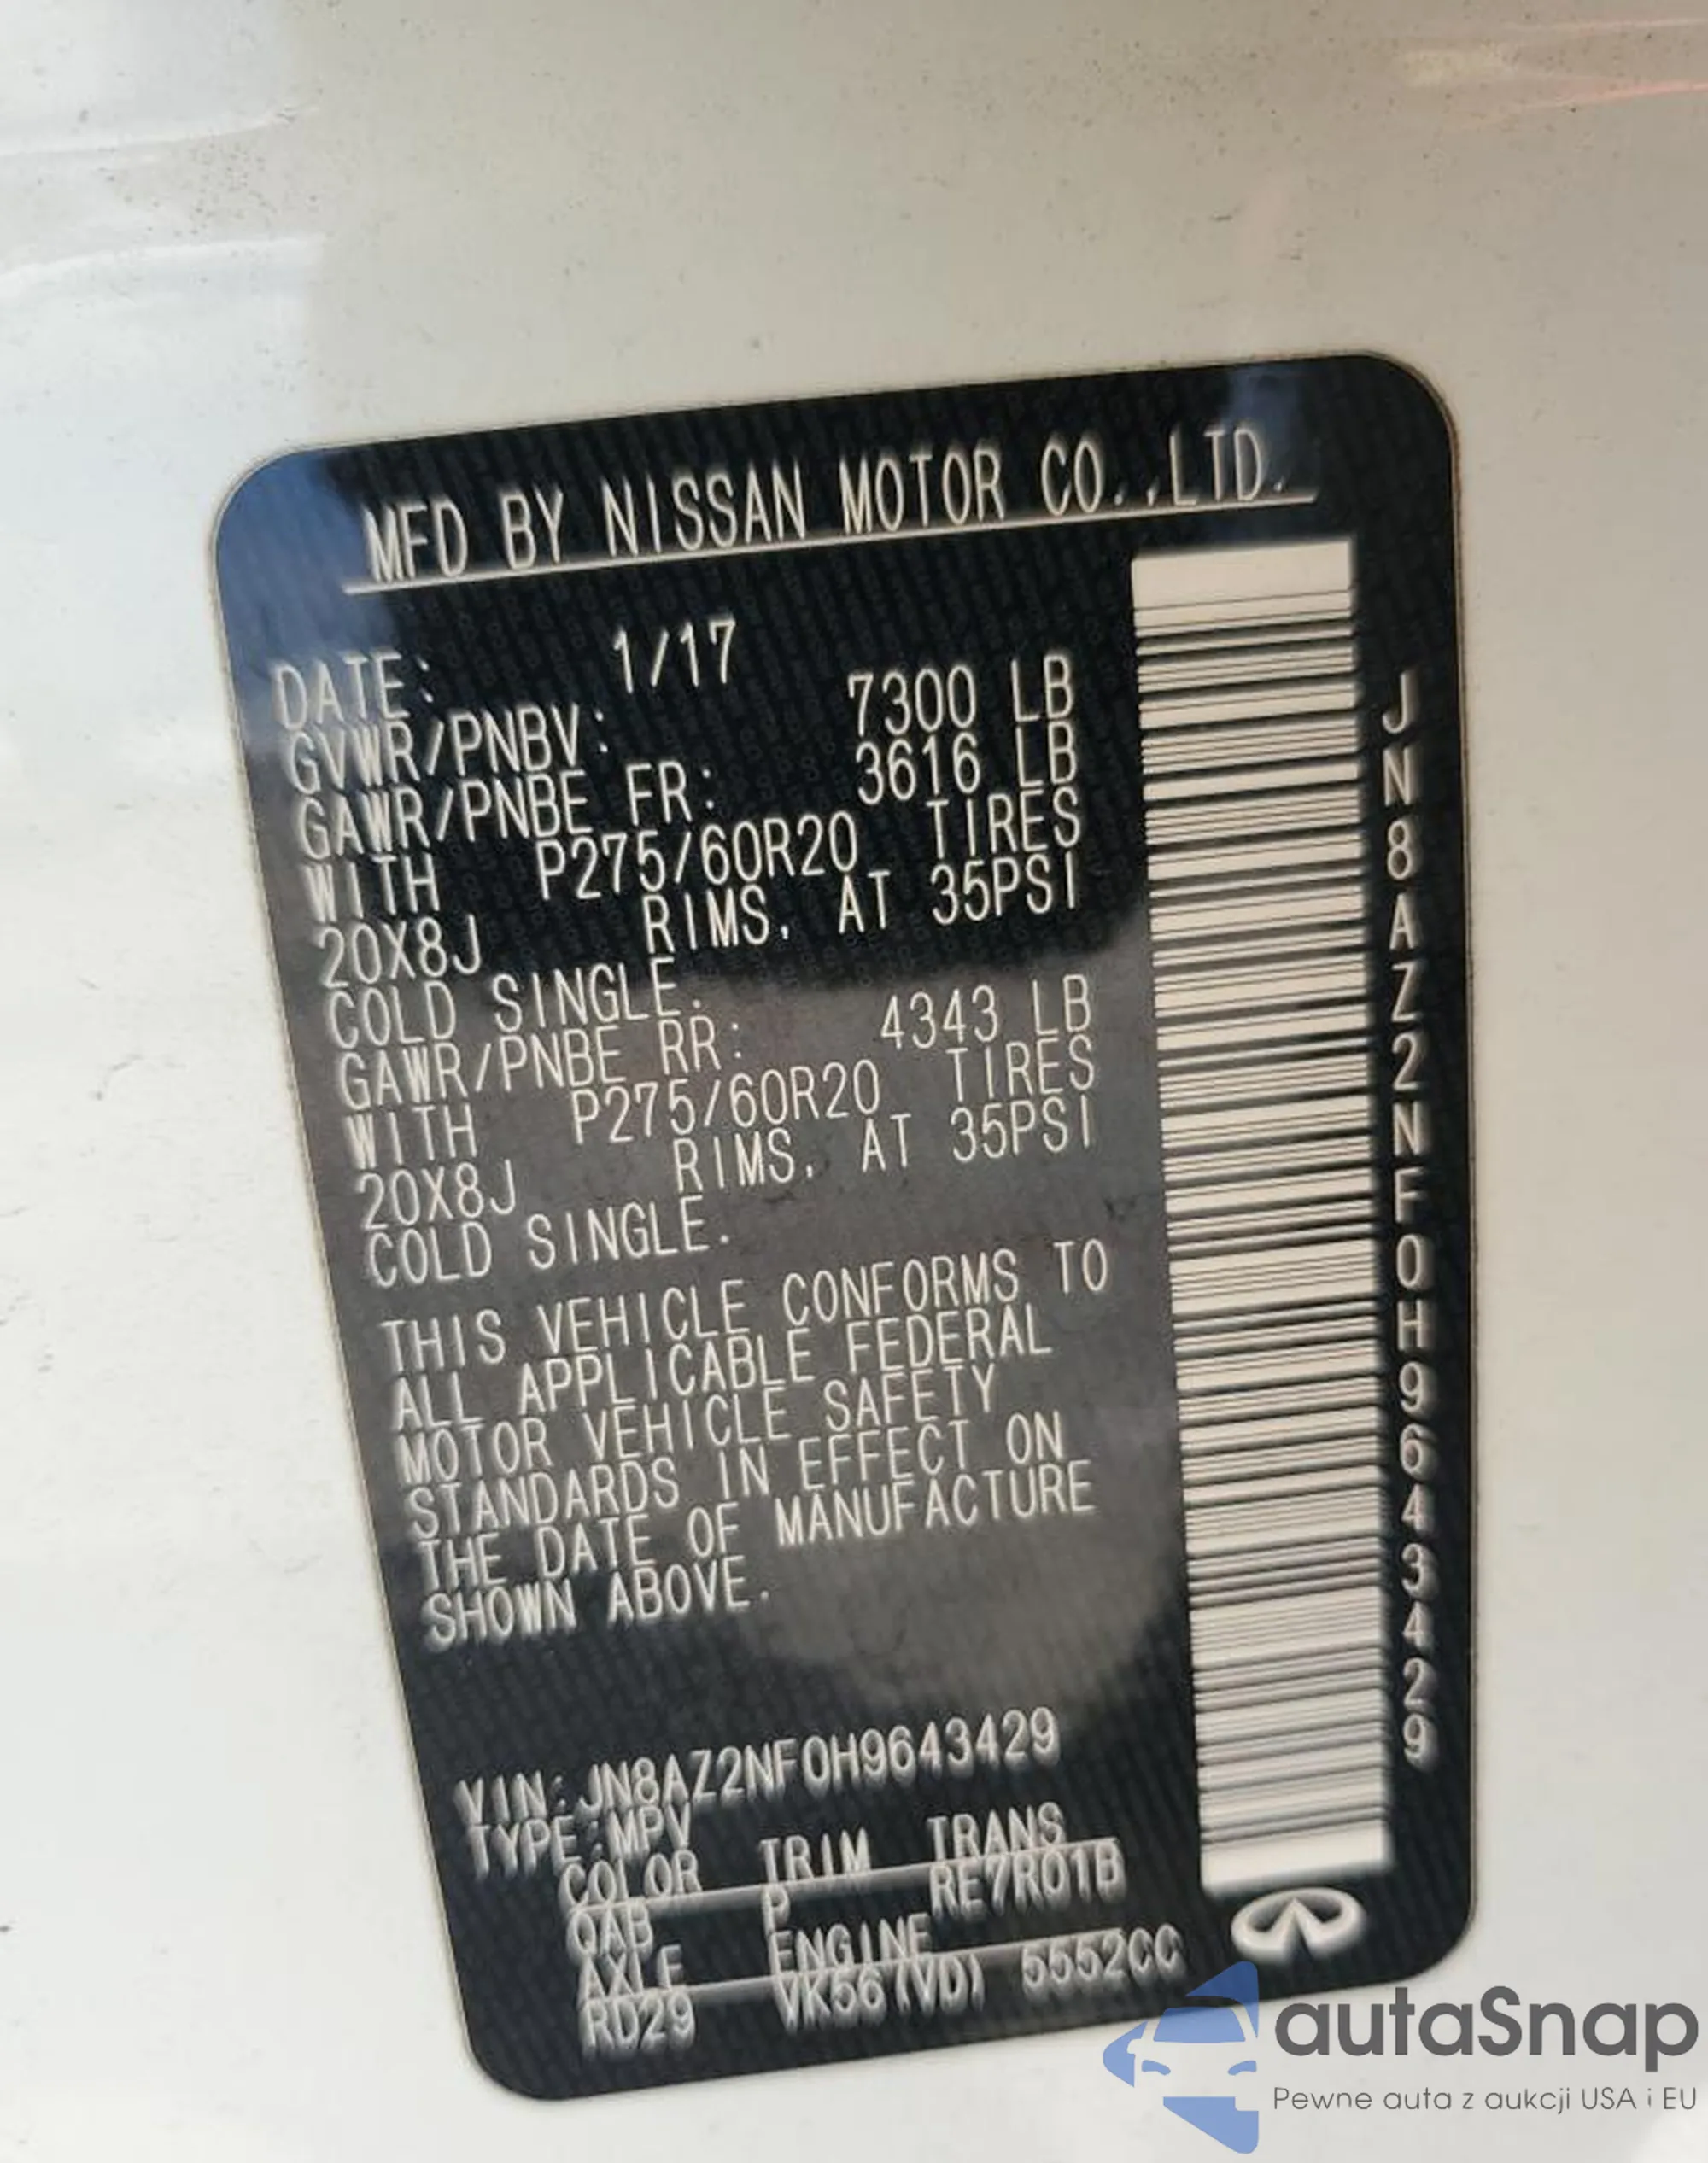 MFD BY NISSAN MOTOR CO.,LTD.
DATE: 1/17
GVWR/PNBV: 7300 LB
GAWR/PNBE FR: 3616 LB
WITH P275/60R20 TIRES
20X8J RIMS, AT 35PSI
COLD SINGLE.
GAWR/PNBE RR: 4343 LB
WITH P275/60R20 TIRES
20X8J RIMS, AT 35PSI
COLD SINGLE.
THIS VEHICLE CONFORMS TO
ALL APPLICABLE FEDERAL
MOTOR VEHICLE SAFETY
STANDARDS IN EFFECT ON
THE DATE OF MANUFACTURE
SHOWN ABOVE.
VIN:JN8AZ2NF0H9643429
TYPE:MPV
COLOR TRIM TRANS
QAB P RE7R01B
AXLE ENGINE
RD29 VK56(VD) 5552CC
JN8AZ2NF0H9643429
autaSnap
Pewne auta z aukcji USA i EU